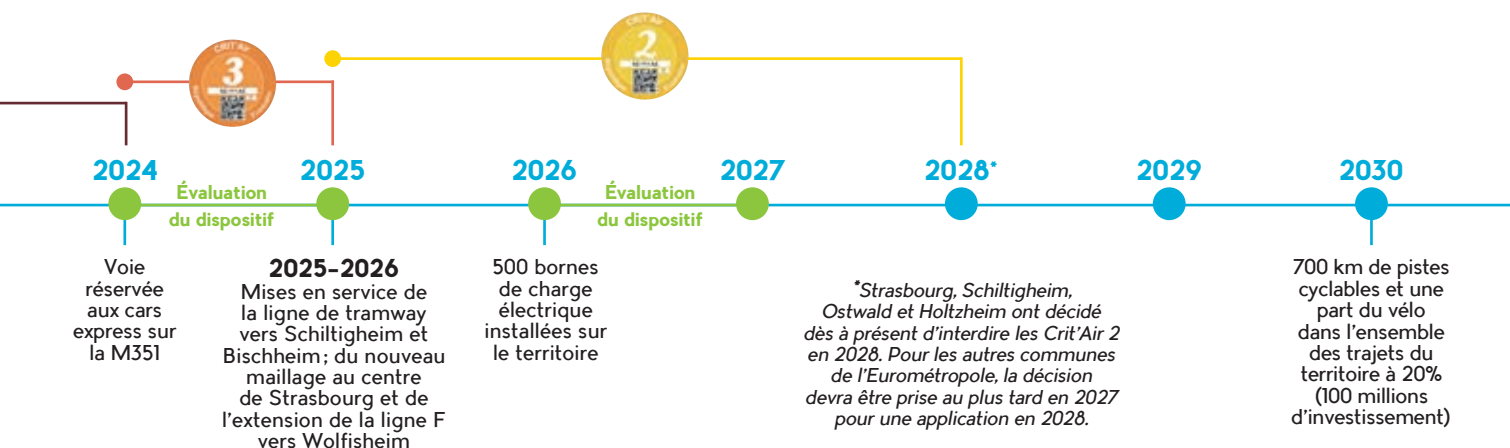 CRIT'Air
3
CRIT'Air
2
2024
2025
2026
2027
2028*
2029
2030
Évaluation
du dispositif
Évaluation
du dispositif
Voie
réservée
aux cars
express sur
la M351
2025-2026
Mises en service de
la ligne de tramway
vers Schiltigheim et
Bischheim ; du nouveau
maillage au centre
de Strasbourg et de
l'extension de la ligne F
vers Wolfisheim
500 bornes
de charge
électrique
installées sur
le territoire
*Strasbourg, Schiltigheim,
Ostwald et Holtzheim ont décidé
dès à présent d'interdire les Crit'Air 2
en 2028. Pour les autres communes
de l'Eurométropole, la décision
devra être prise au plus tard en 2027
pour une application en 2028.
700 km de pistes
cyclables et une
part du vélo
dans l'ensemble
des trajets du
territoire à 20%
(100 millions
d'investissement)